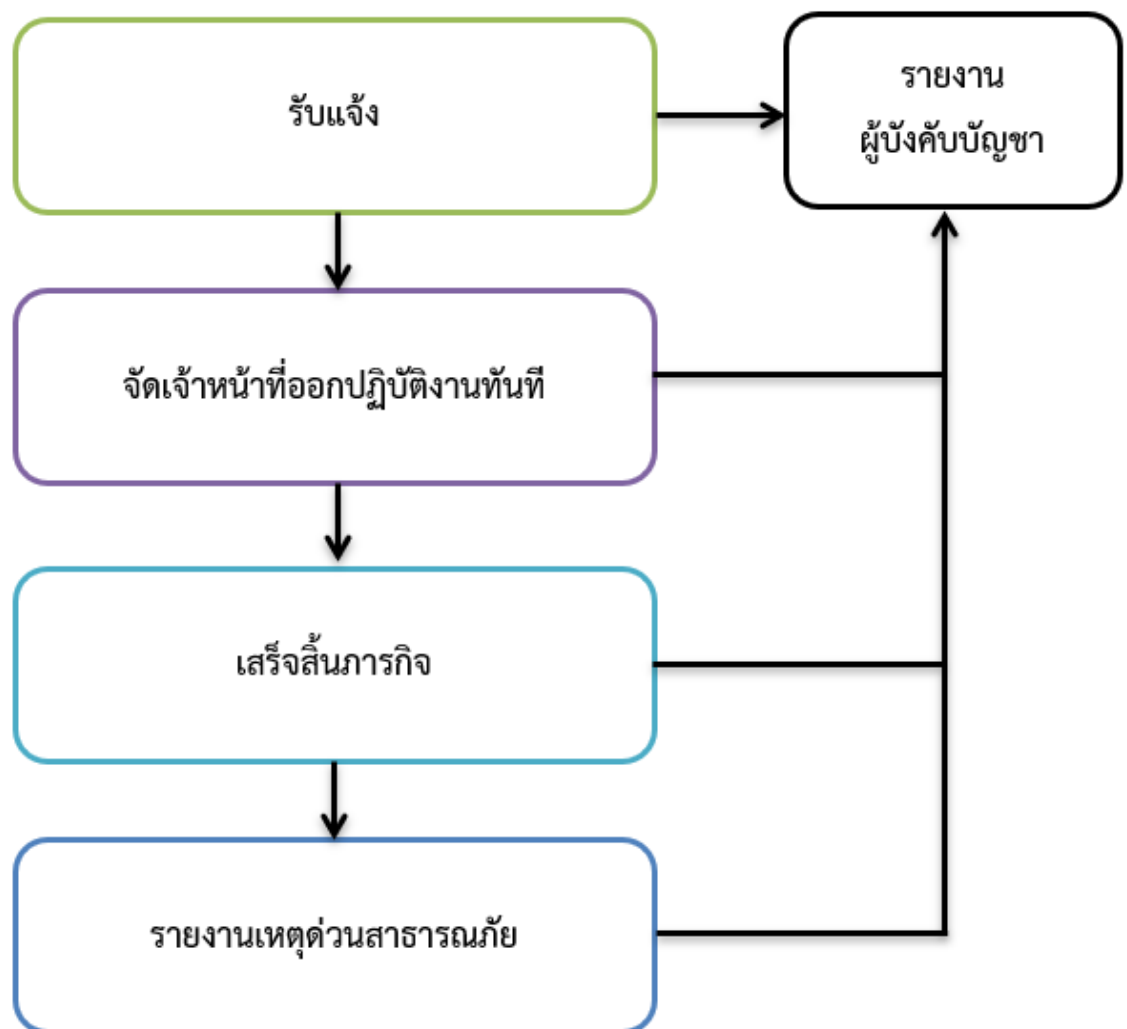 รับแจ้ง
รายงาน
ผู้บังคับบัญชา
จัดเจ้าหน้าที่ออกปฏิบัติงานทันที
เสร็จสิ้นภารกิจ
รายงานเหตุด่วนสาธารณภัย